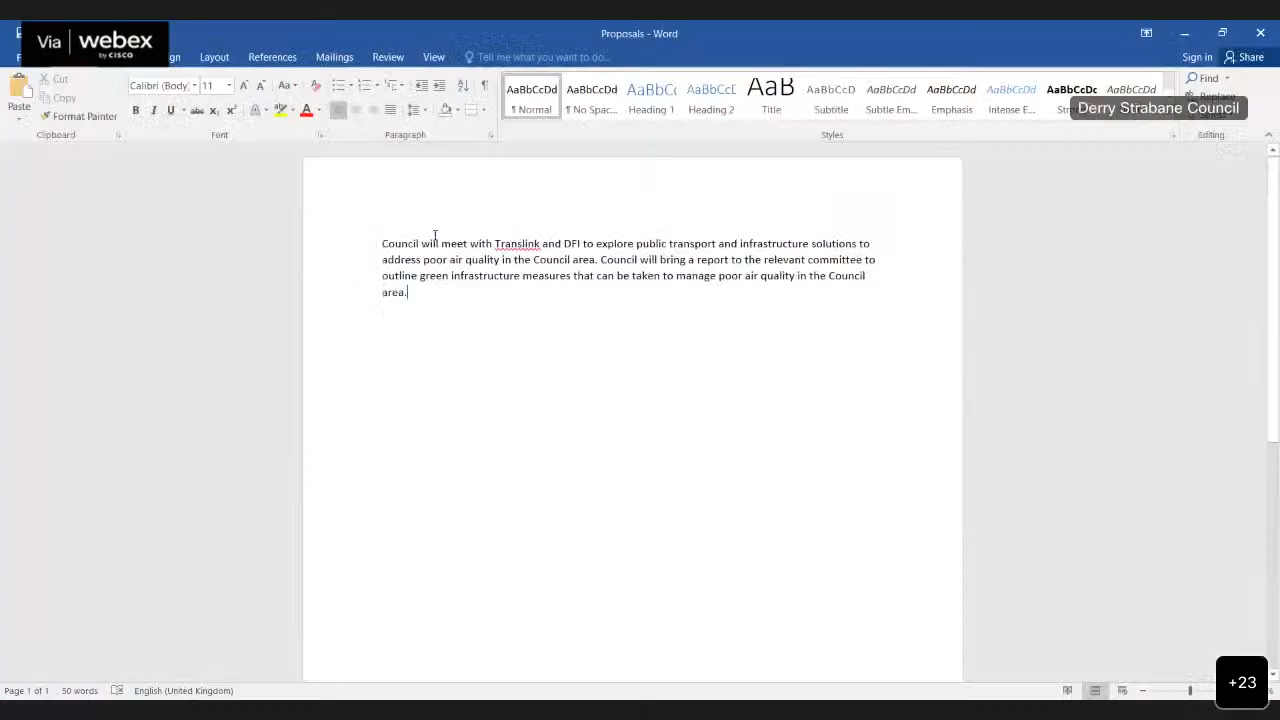 Via webex
by CISCO
Proposals - Word
Layout References Mailings Review View Tell me what you want to do... Sign in Share
Derry Strabane Council
Paste Cut
Copy
Format Painter
Calibri (Body) 11
AaBbCcDd AaBbCcDd AaBbCc AaBbCcE AaB AaBbCcD AaBbCcDd AaBbCcDd AaBbCcDd AaBbCcDc AaBbCcDd
¶ Normal ¶ No Spac... Heading 1 Heading 2 Title Subtitle Subtle Em... Emphasis Intense E...
Find
Replace
Clipboard Font Paragraph Styles Editing
Council will meet with Translink and DFI to explore public transport and infrastructure solutions to
address poor air quality in the Council area. Council will bring a report to the relevant committee to
outline green infrastructure measures that can be taken to manage poor air quality in the Council
area.
Page 1 of 1 50 words English (United Kingdom)
+23